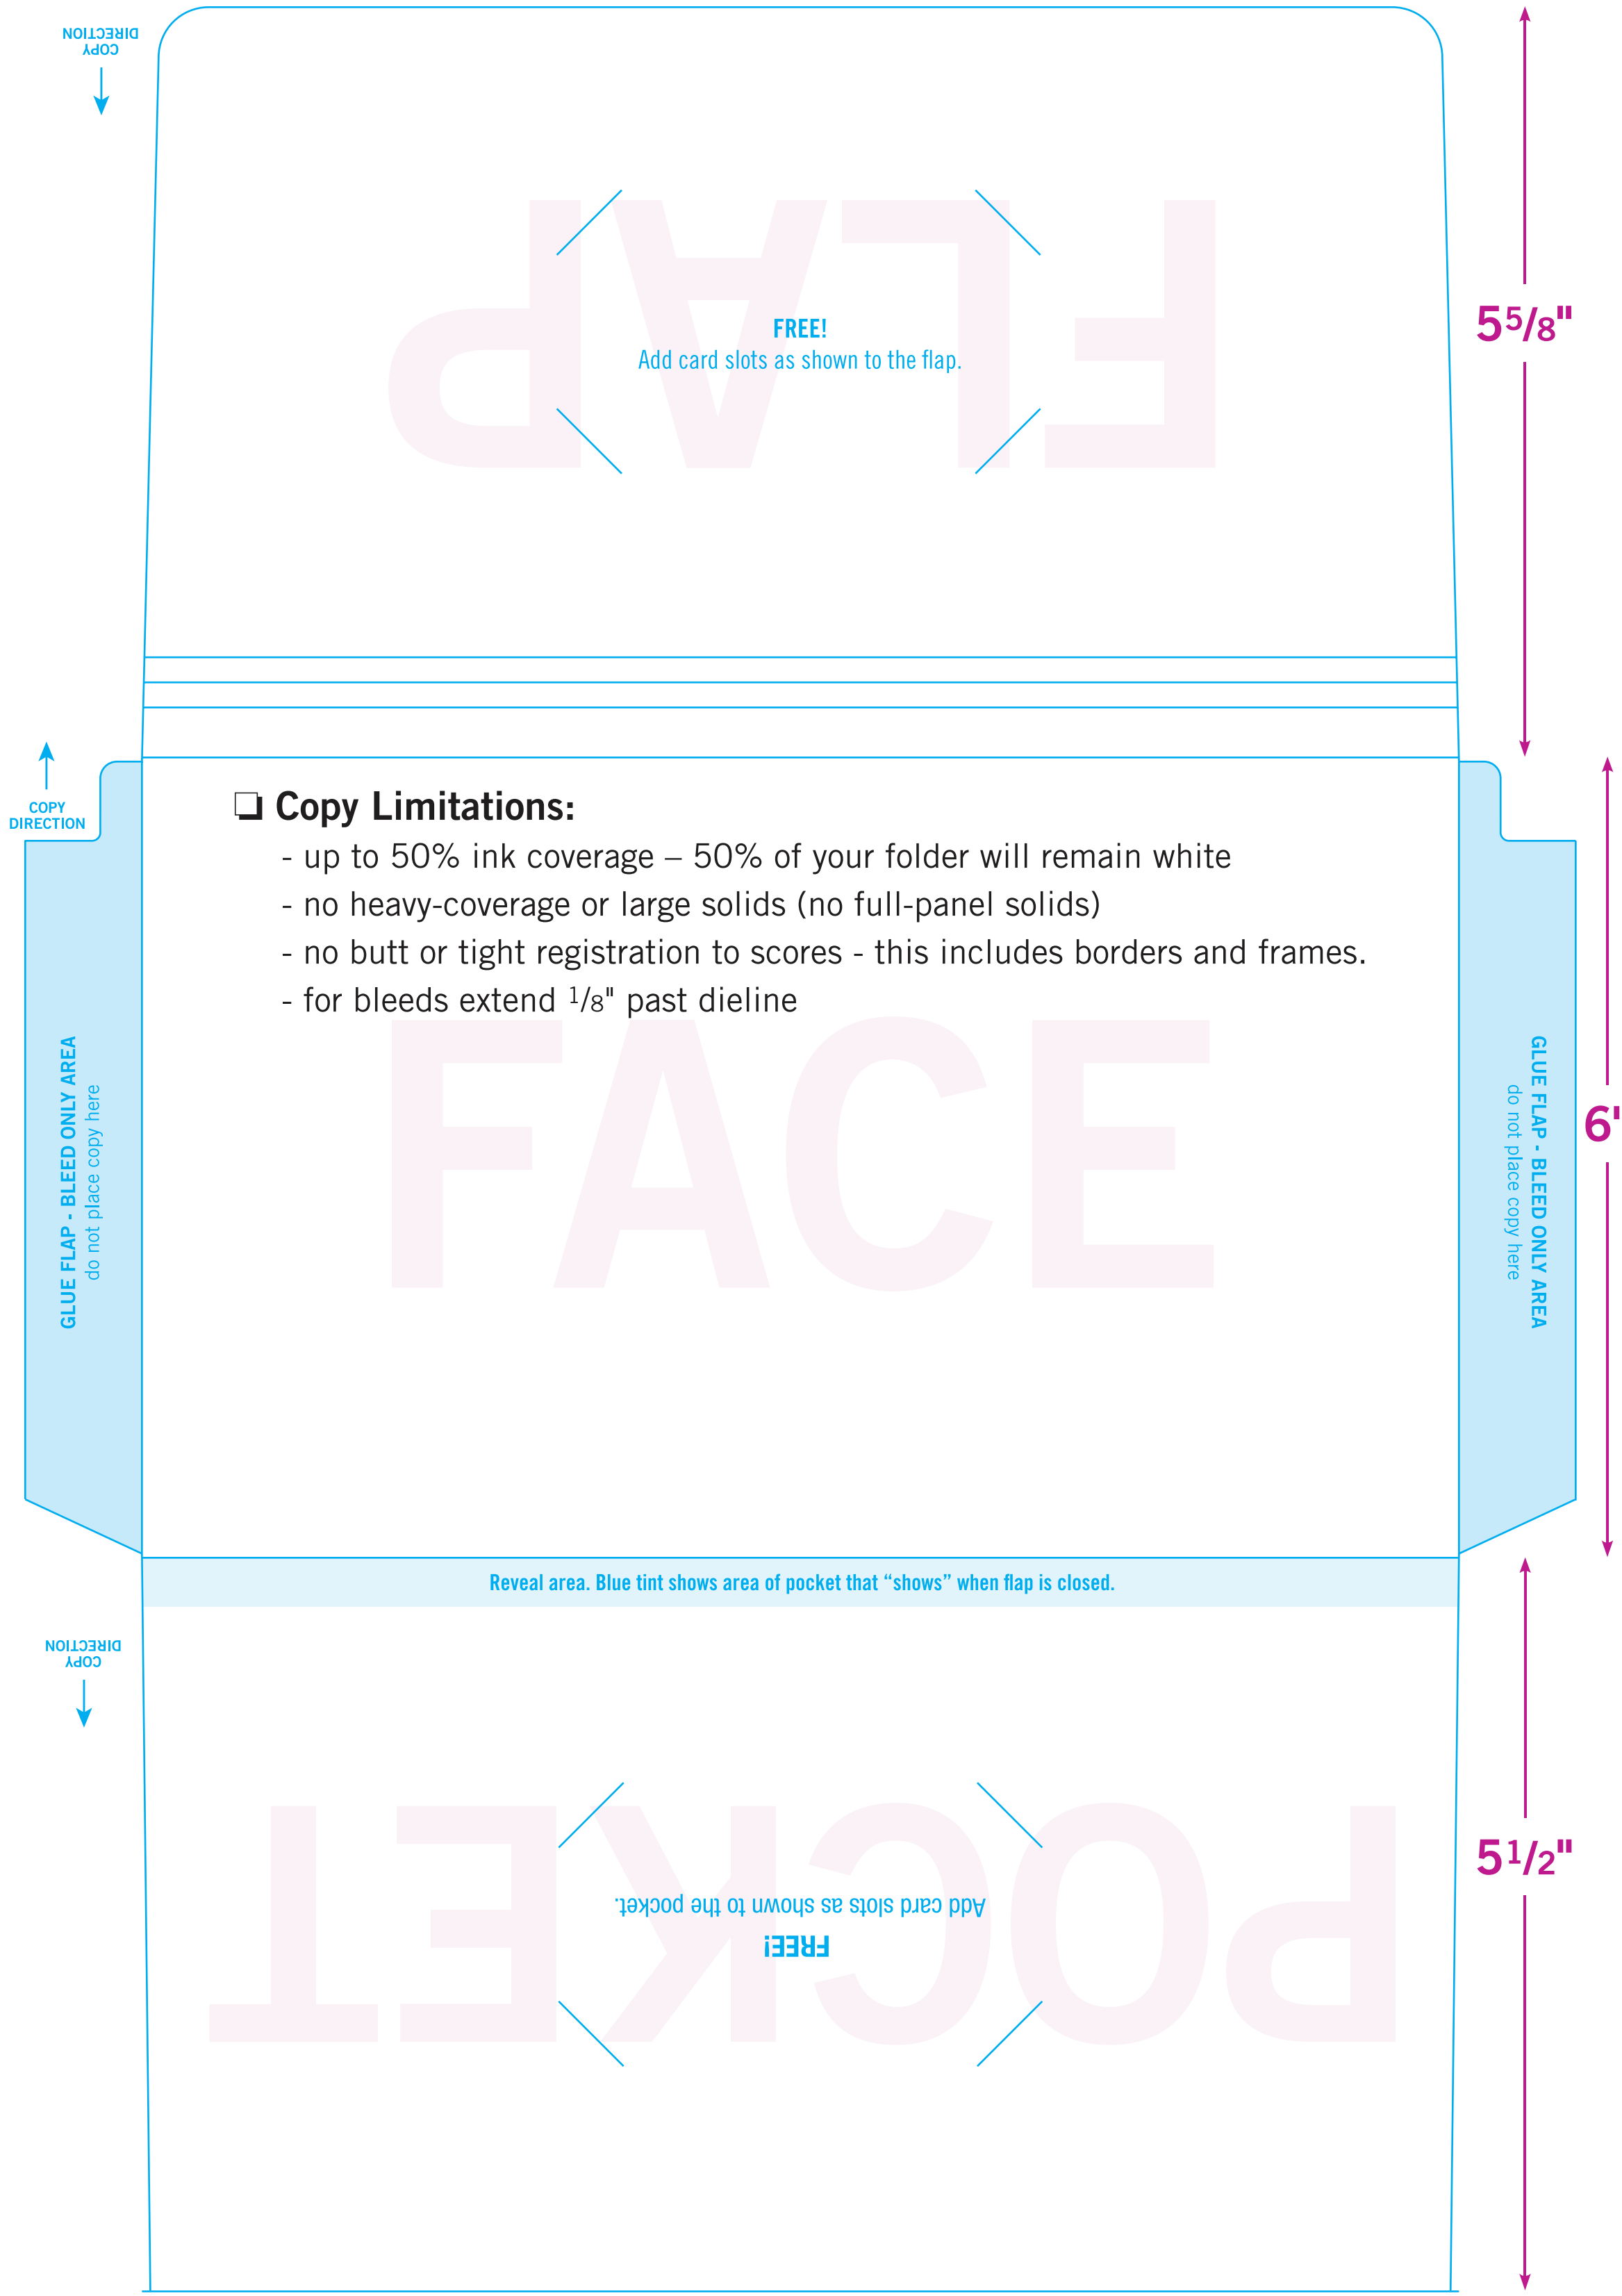 COPY
DIRECTION
FLAP
FREE!
Add card slots as shown to the flap.
5 5/8"
COPY
DIRECTION
❏ Copy Limitations:
- up to 50% ink coverage – 50% of your folder will remain white
- no heavy-coverage or large solids (no full-panel solids)
- no butt or tight registration to scores - this includes borders and frames.
- for bleeds extend 1/8" past dieline
FACE
GLUE FLAP - BLEED ONLY AREA
do not place copy here
GLUE FLAP - BLEED ONLY AREA
do not place copy here
6'
Reveal area. Blue tint shows area of pocket that “shows” when flap is closed.
COPY
DIRECTION
POCKET
FREE!
Add card slots as shown to the pocket.
5 1/2"